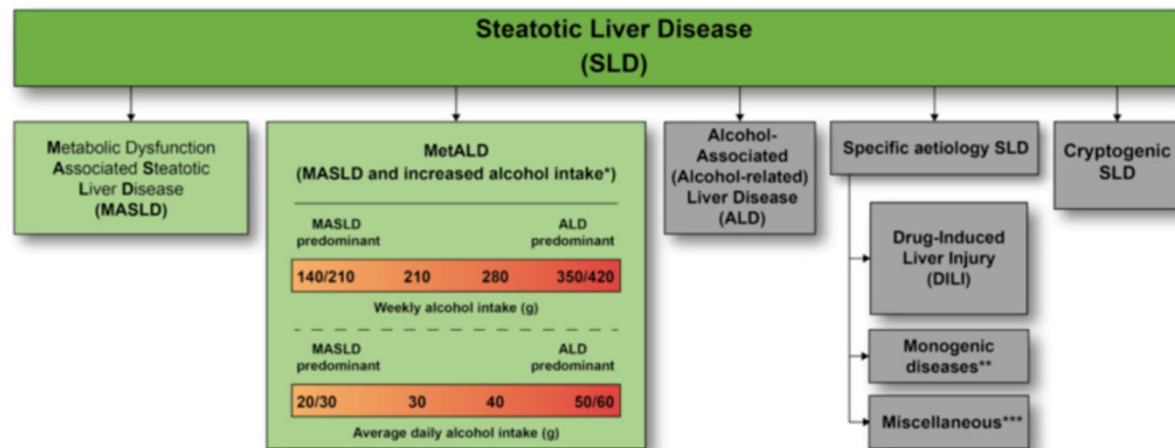 Steatotic Liver Disease
(SLD)
Metabolic Dysfunction
Associated Steatotic
Liver Disease
(MASLD)
MetALD
(MASLD and increased alcohol intake*)
MASLD
predominant
ALD
predominant
140/210 210 280 350/420
Weekly alcohol intake (g)
MASLD
predominant
ALD
predominant
20/30 30 40 50/60
Average daily alcohol intake (g)
Alcohol-
Associated
(Alcohol-related)
Liver Disease
(ALD)
Specific aetiology SLD
Drug-Induced
Liver Injury
(DILI)
Monogenic
diseases**
Miscellaneous***
Cryptogenic
SLD